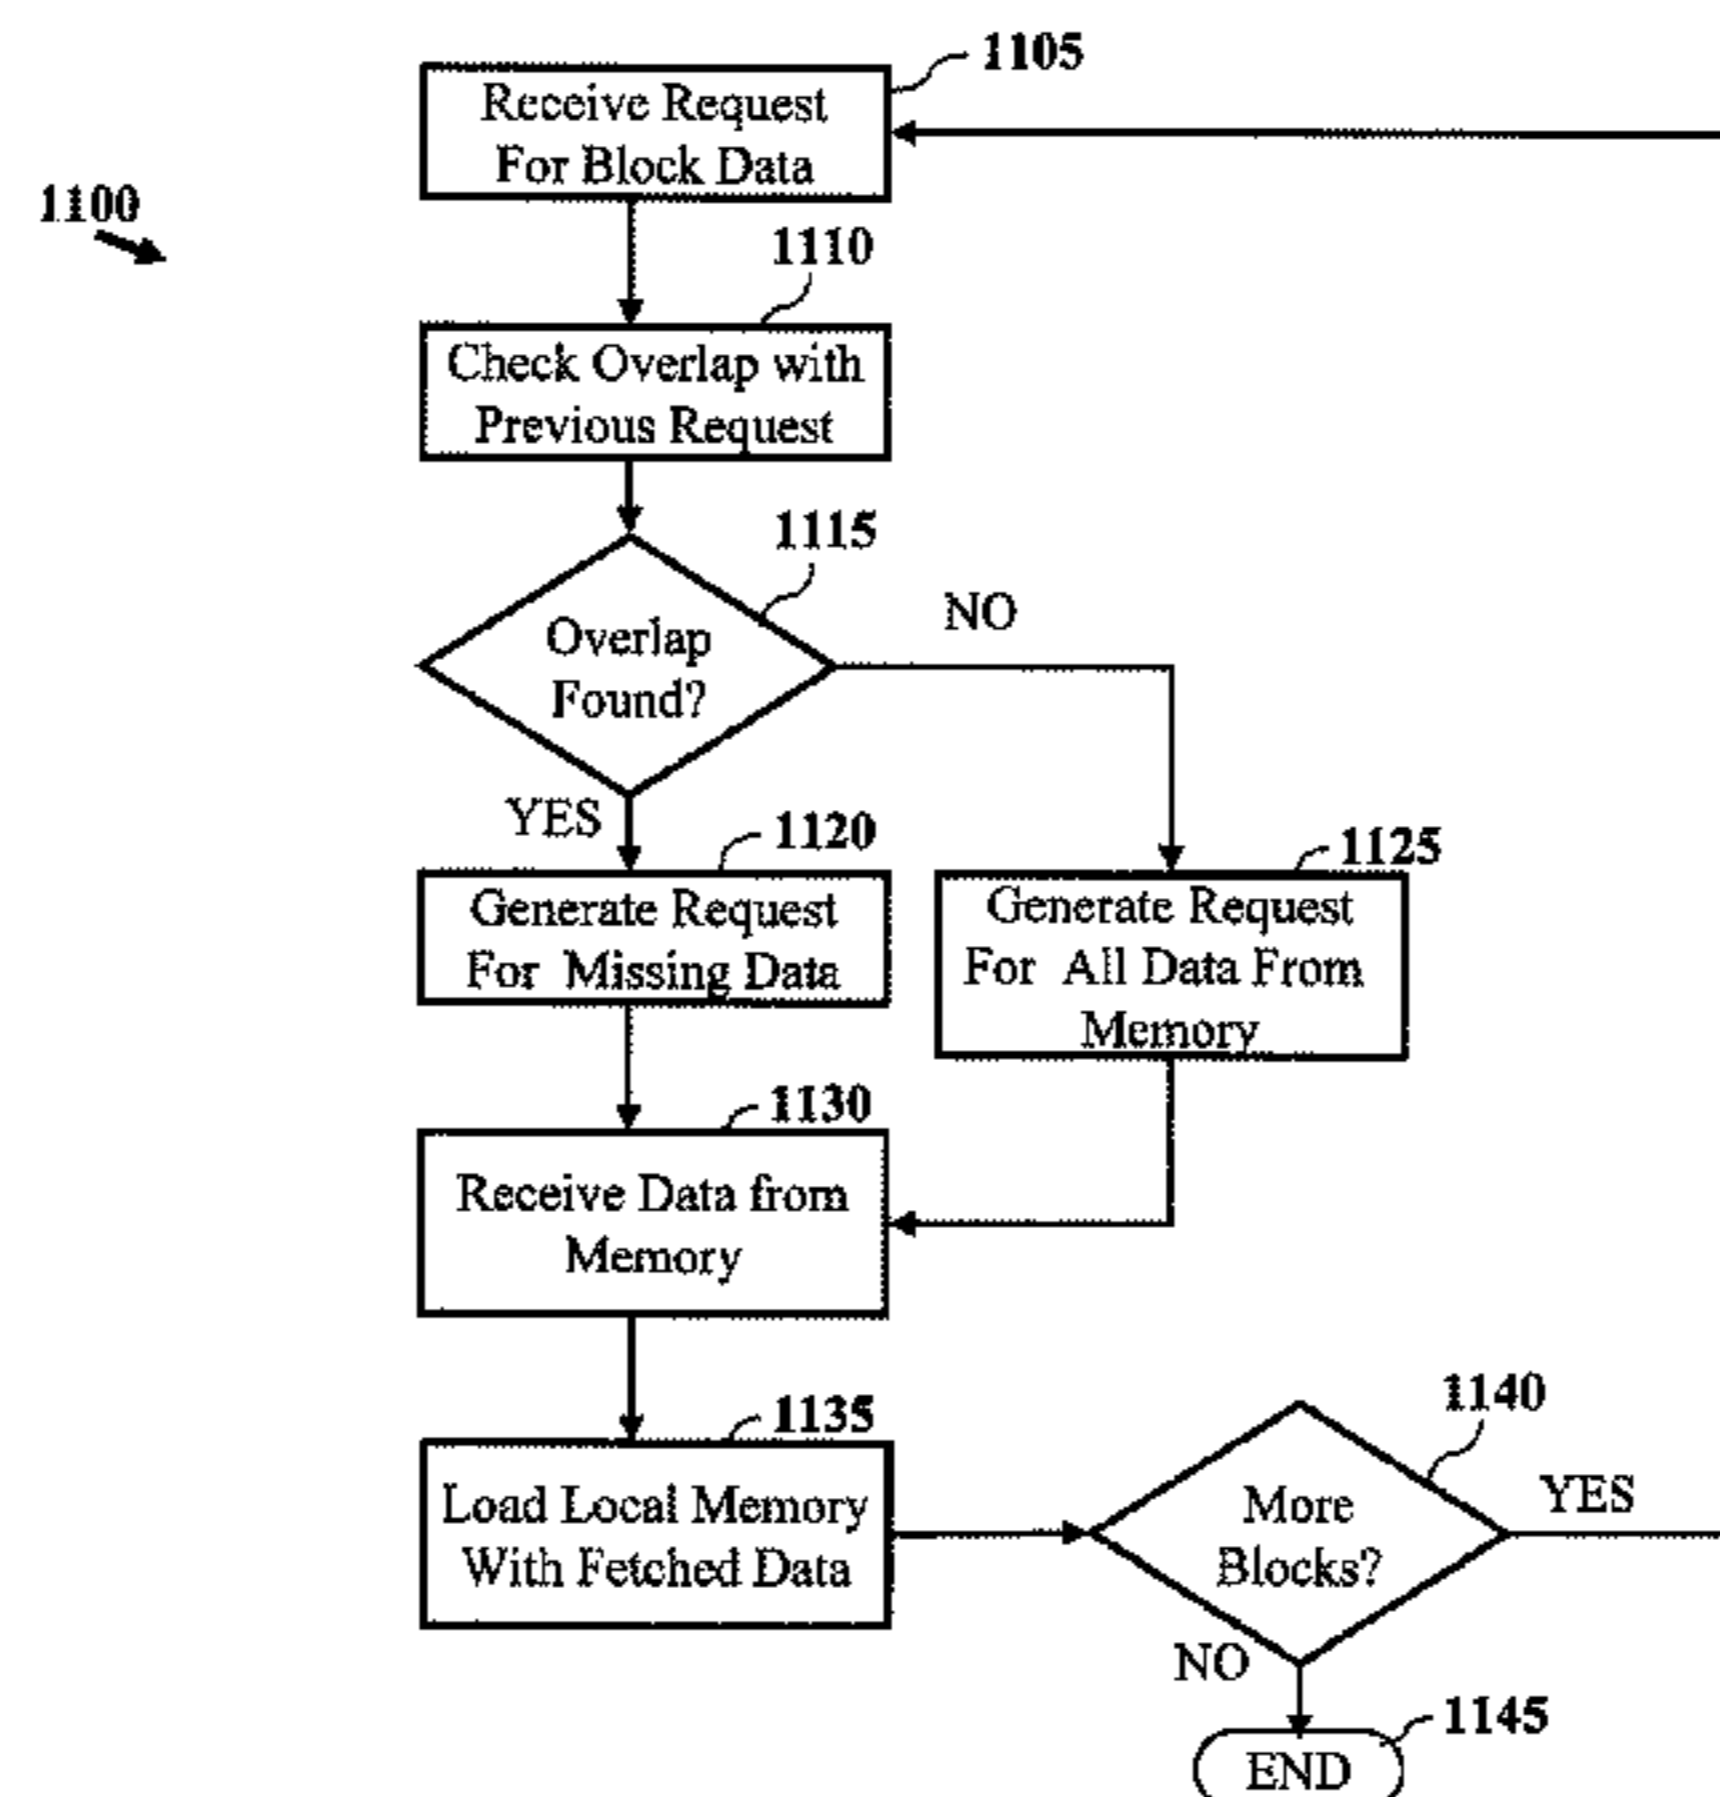 1105
Receive Request
For Block Data
1100
1110
Check Overlap with
Previous Request
1115
NO
Overlap
Found?
YES
1120
1125
Generate Request
For Missing Data
Generate Request
For All Data From
Memory
1130
Receive Data from
Memory
1135
1140
Load Local Memory
With Fetched Data
More
Blocks?
YES
NO
1145
END